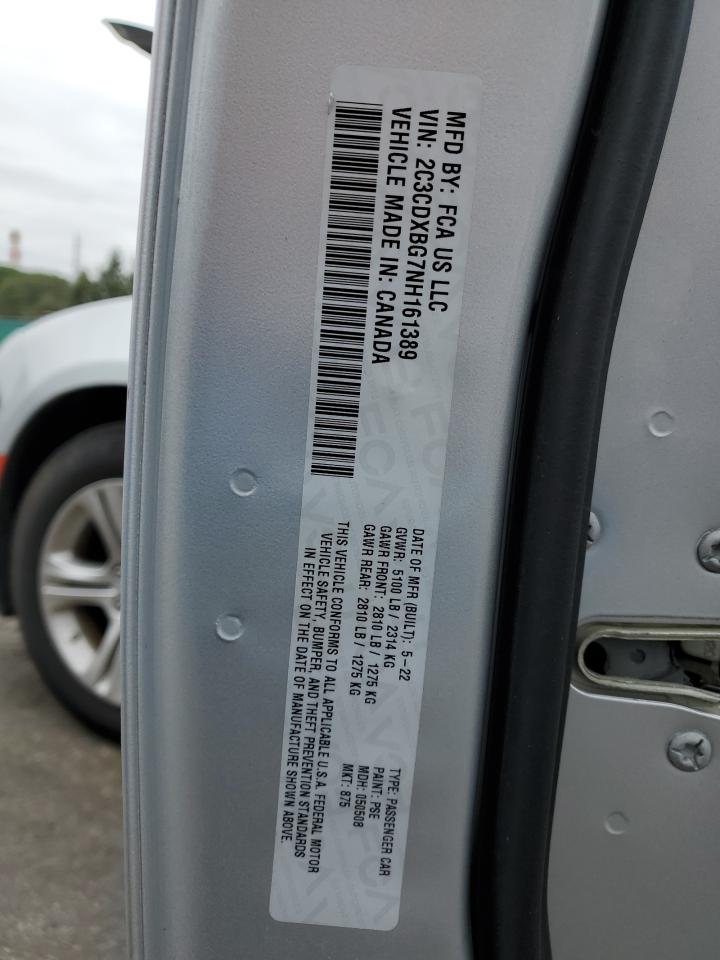 MFD BY: FCA US LLC
VIN: 2C3CDXBG7NH161389
VEHICLE MADE IN: CANADA
DATE OF MFR (BUILT): 5-22
GVWR: 5100 LB / 2314 KG
GAWR FRONT: 2810 LB / 1275 KG
GAWR REAR: 2810 LB / 1275 KG
TYPE: PASSENGER CAR
PAINT: PSE
MDH: 050508
MKT: 875
THIS VEHICLE CONFORMS TO ALL APPLICABLE U.S.A. FEDERAL MOTOR
VEHICLE SAFETY, BUMPER, AND THEFT PREVENTION STANDARDS
IN EFFECT ON THE DATE OF MANUFACTURE SHOWN ABOVE.
FCA
FCA